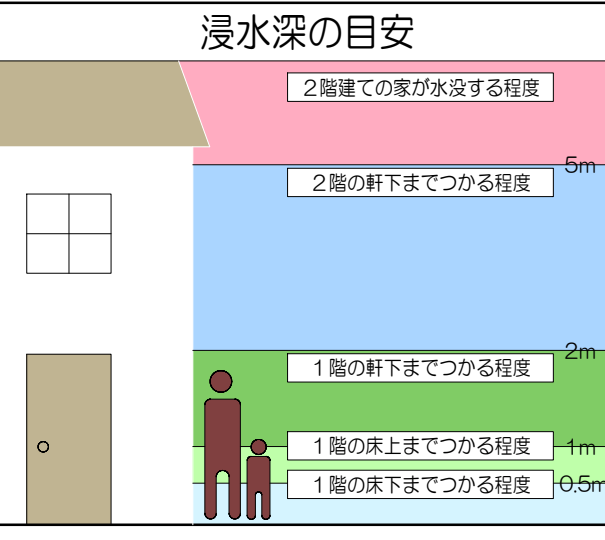 浸水深の目安
２階建ての家が水没する程度
5m
２階の軒下までつかる程度
2m
１階の軒下までつかる程度
１階の床上までつかる程度
1m
１階の床下までつかる程度
0.5m